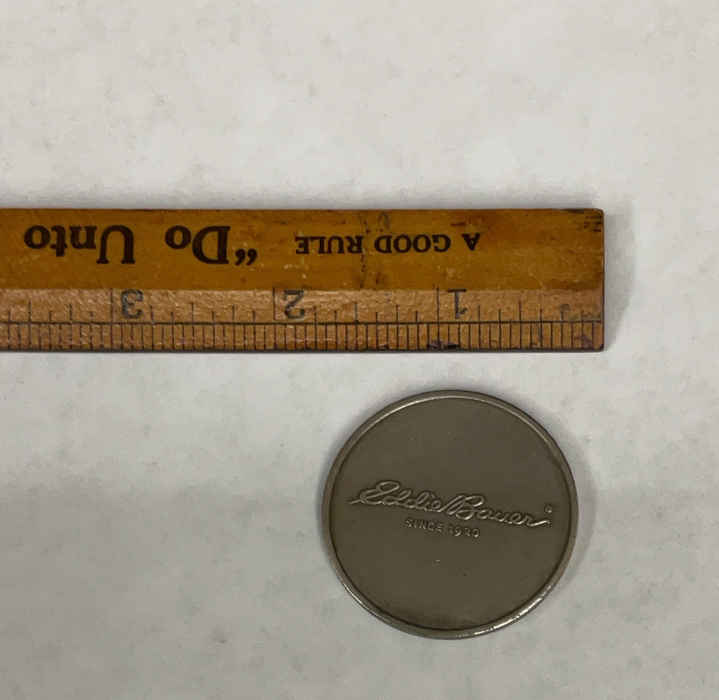 A GOOD RULE "Do Unto
1 2 3
Eddie Bauer®
SINCE 1920